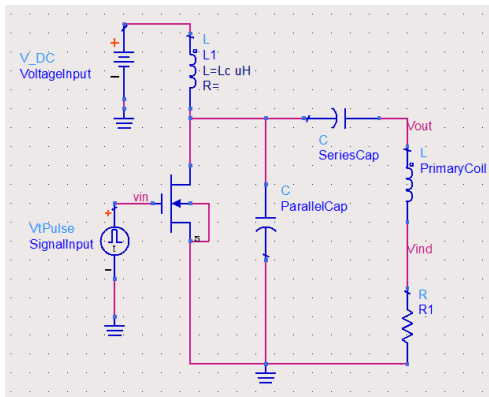 V_DC
VoltageInput
L
L1
L=Lc uH
R=
C
SeriesCap
Vout
L
PrimaryCoil
vin
C
ParallelCap
VtPulse
SignalInput
t
Vind
R
R1